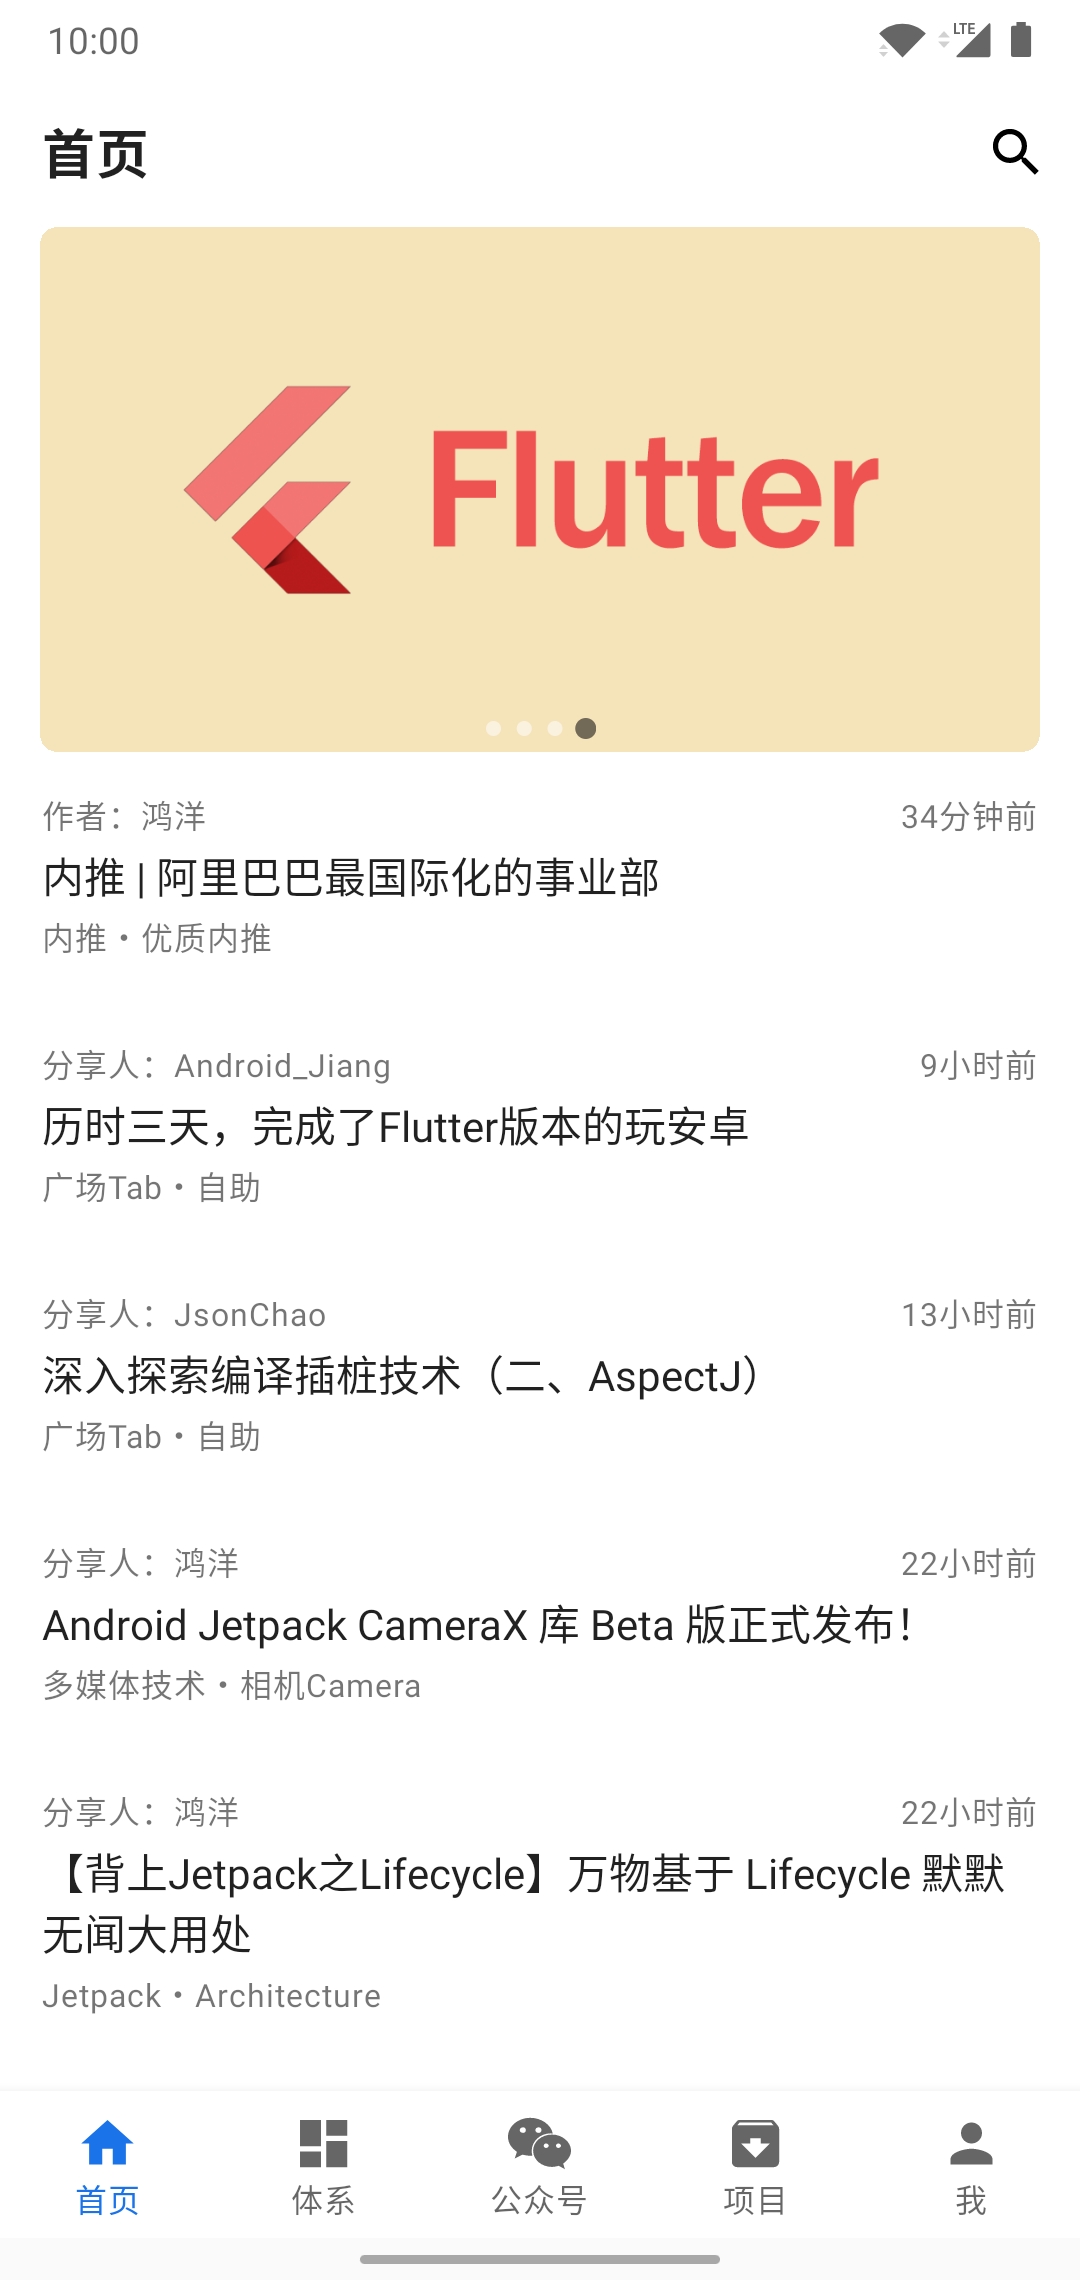 10:00
LTE
首页
Flutter
作者：鸿洋
34分钟前
内推 | 阿里巴巴最国际化的事业部
内推・优质内推
分享人：Android_Jiang
9小时前
历时三天，完成了Flutter版本的玩安卓
广场Tab・自助
分享人：JsonChao
13小时前
深入探索编译插桩技术（二、AspectJ）
广场Tab・自助
分享人：鸿洋
22小时前
Android Jetpack CameraX 库 Beta 版正式发布！
多媒体技术・相机Camera
分享人：鸿洋
22小时前
【背上Jetpack之Lifecycle】万物基于 Lifecycle 默默
无闻大用处
Jetpack・Architecture
首页
体系
公众号
项目
我